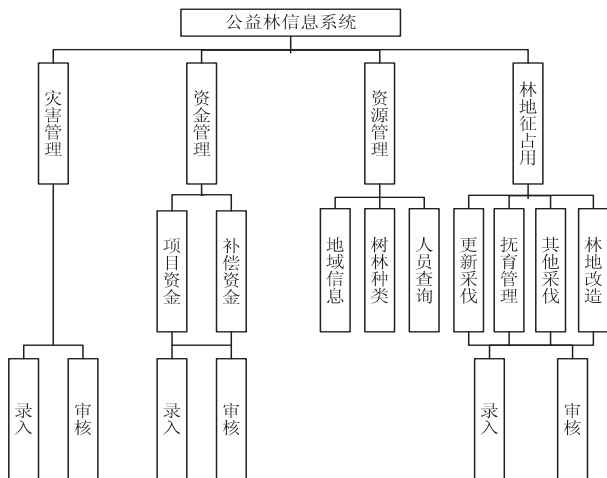 公益林信息系统
灾害管理
资金管理
资源管理
林地征占用
项目资金
补偿资金
地域信息
树林种类
人员查询
更新采伐
抚育管理
其他采伐
林地改造
录入
审核
录入
审核
录入
审核